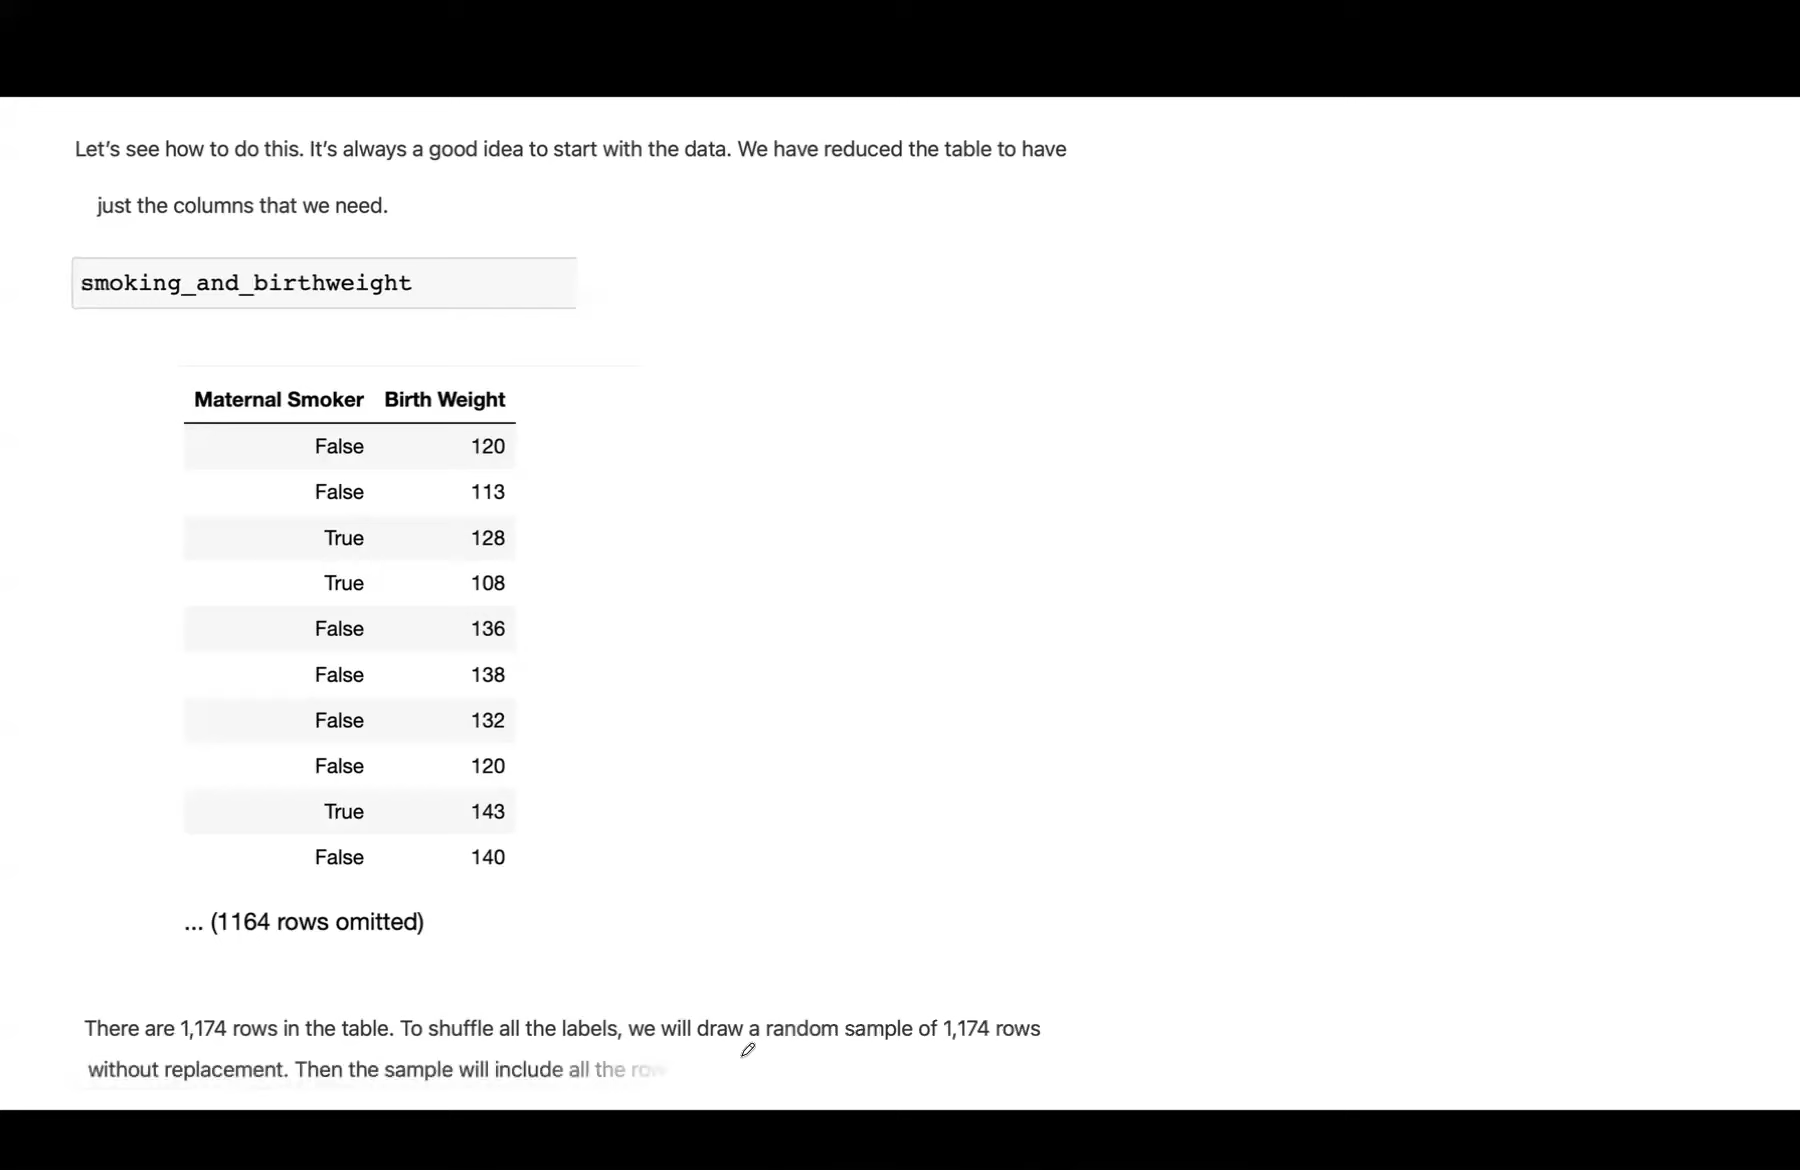 Let’s see how to do this. It’s always a good idea to start with the data. We have reduced the table to have
just the columns that we need.
smoking_and_birthweight
Maternal Smoker Birth Weight
False 120
False 113
True 128
True 108
False 136
False 138
False 132
False 120
True 143
False 140
... (1164 rows omitted)
There are 1,174 rows in the table. To shuffle all the labels, we will draw a random sample of 1,174 rows
without replacement. Then the sample will include all the